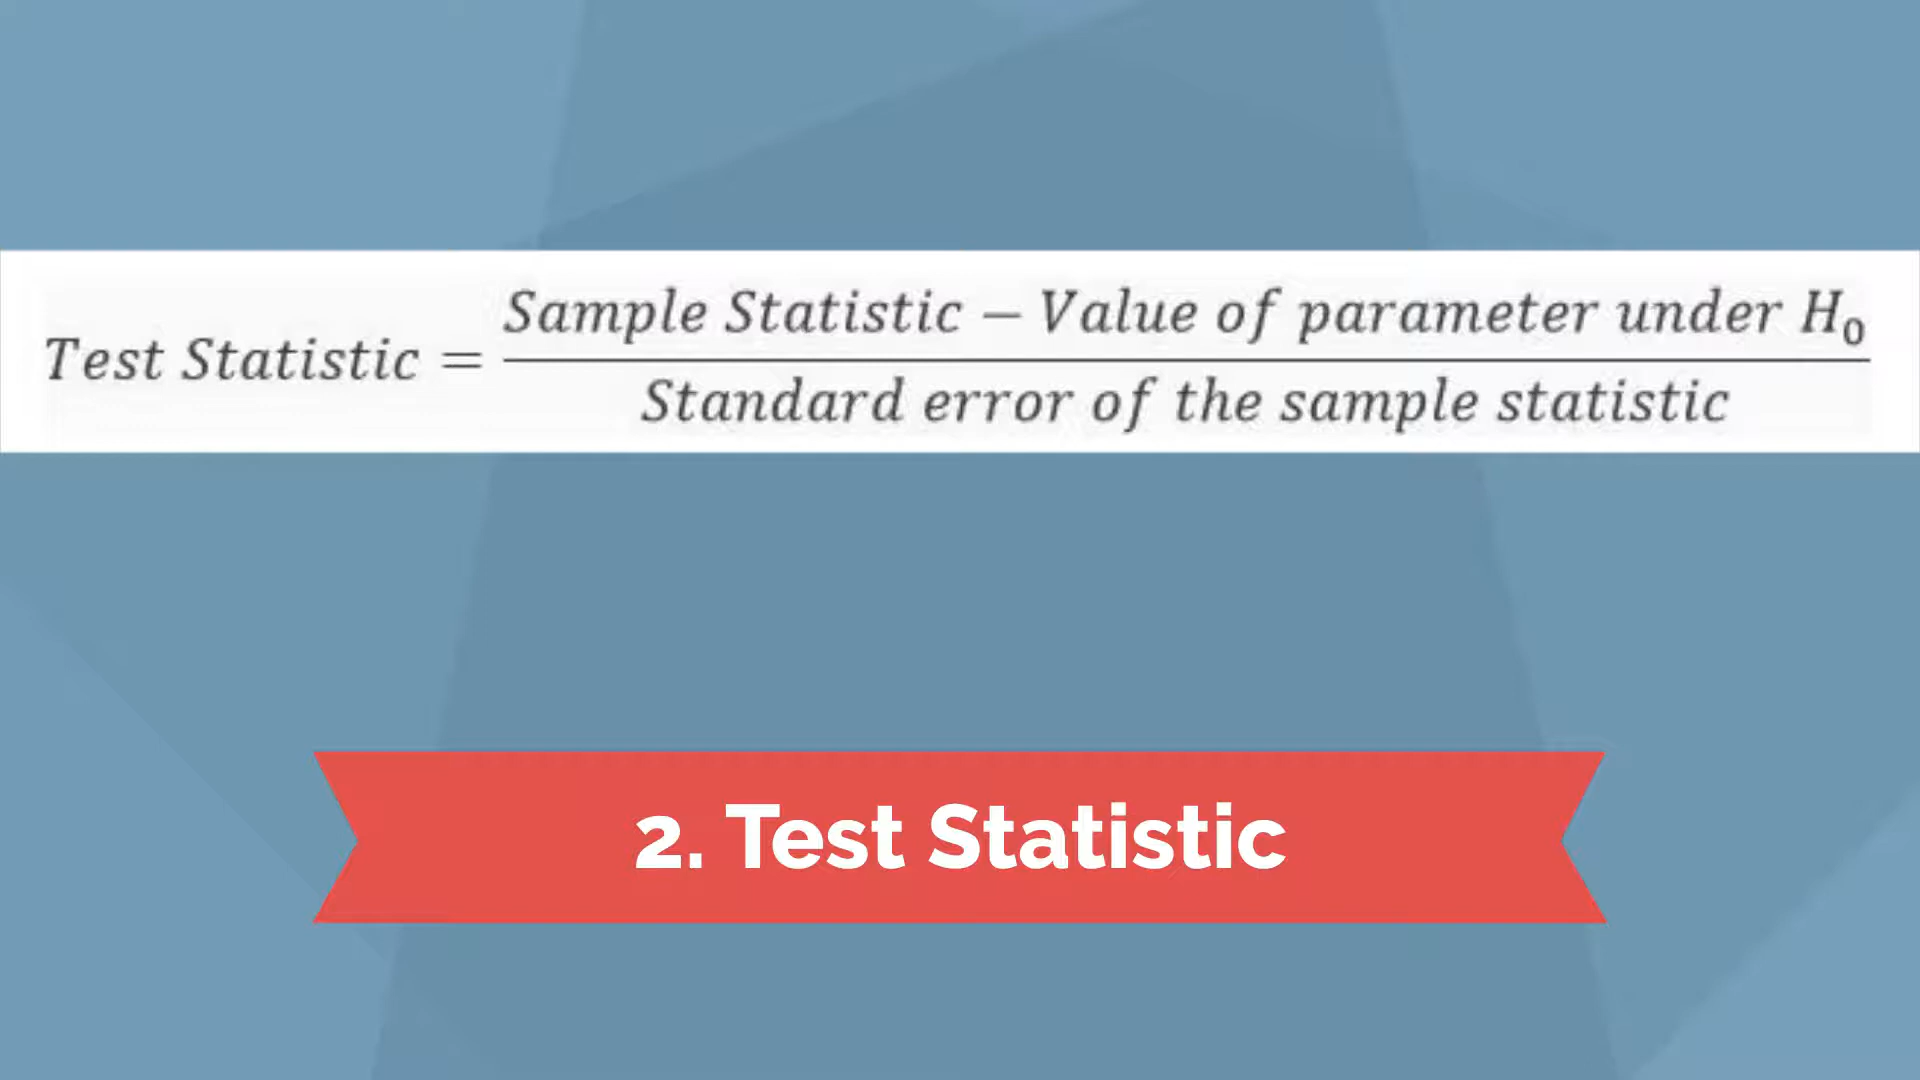 Test Statistic = Sample Statistic − Value of parameter under H₀
Standard error of the sample statistic
2. Test Statistic